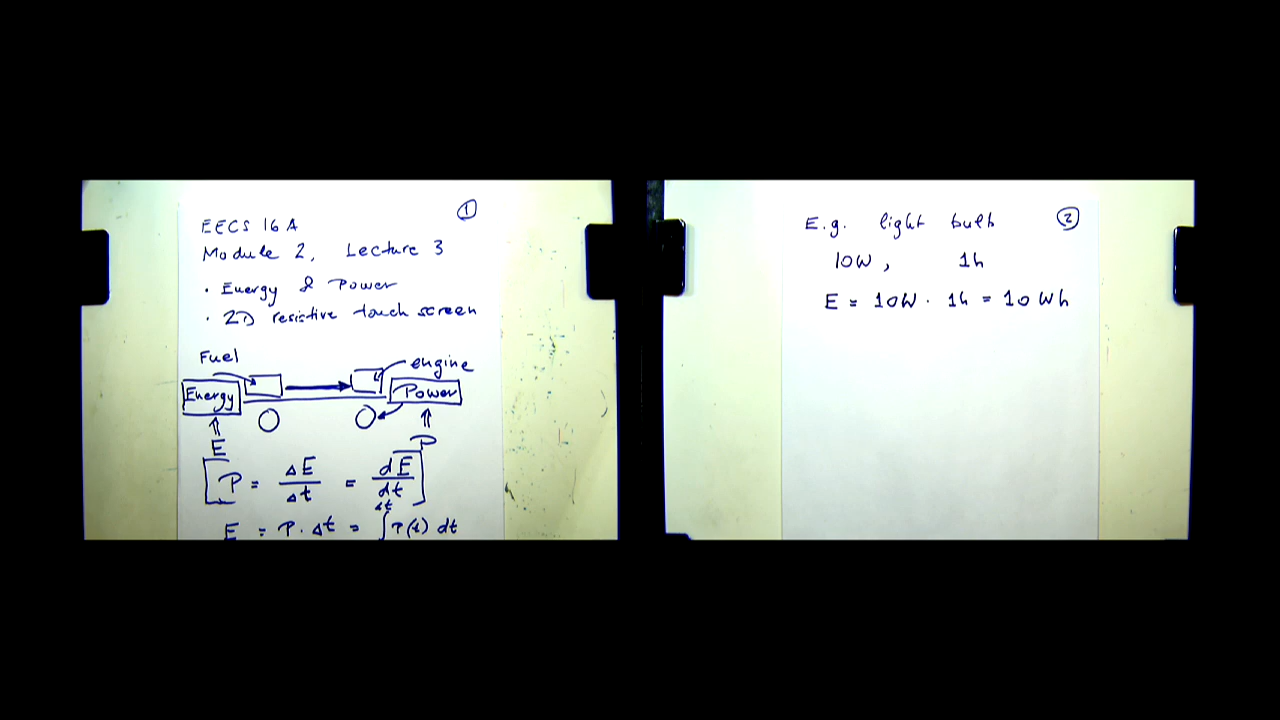 ①
EECS 16A
Module 2, Lecture 3
• Energy & Power
• 2D resistive touch screen
Fuel
engine
Energy
Power
E
P
P = ΔE/Δt = dE/dt
E = P · Δt = ∫^Δt P(t) dt
②
E.g. light bulb
10W, 1h
E = 10W · 1h = 10 Wh